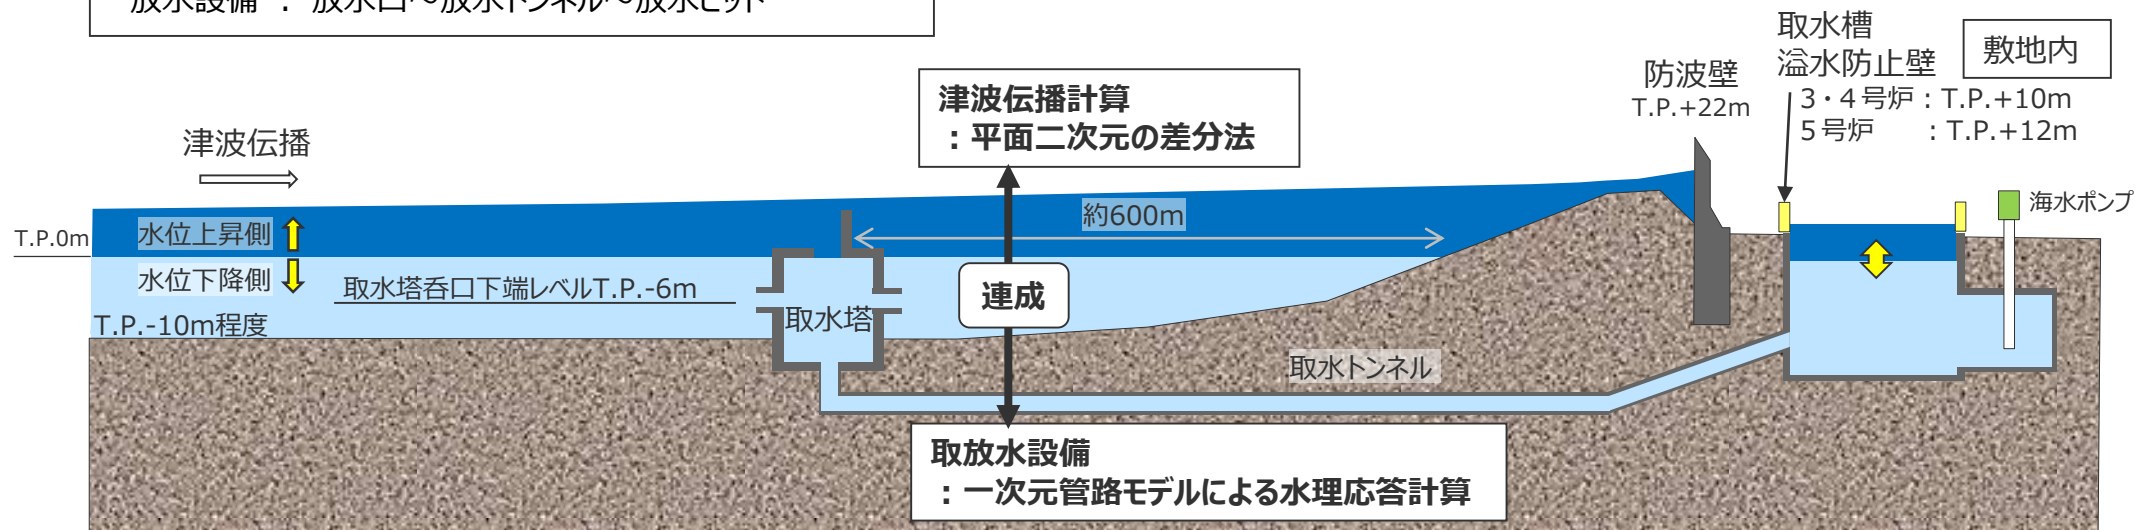 放水設備 : 放水口～放水トンネル～放水ピット
取水槽
溢水防止壁
3・4号炉：T.P.+10m
5号炉　　：T.P.+12m
敷地内
防波壁
T.P.+22m
津波伝播計算
：平面二次元の差分法
津波伝播
海水ポンプ
約600m
T.P.0m
水位上昇側
水位下降側
取水塔呑口下端レベルT.P.-6m
連成
取水塔
T.P.-10m程度
取水トンネル
取放水設備
：一次元管路モデルによる水理応答計算